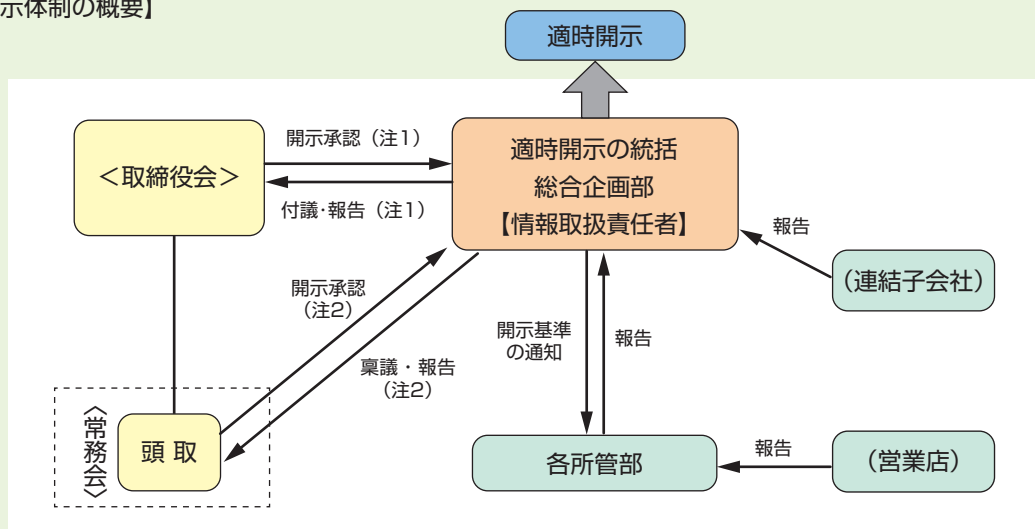 示体制の概要】
適時開示
＜取締役会＞
開示承認（注1）
付議・報告（注1）
適時開示の統括
総合企画部
【情報取扱責任者】
報告
（連結子会社）
開示承認
（注2）
稟議・報告
（注2）
開示基準
の通知
報告
〈常務会〉
頭 取
各所管部
報告
（営業店）